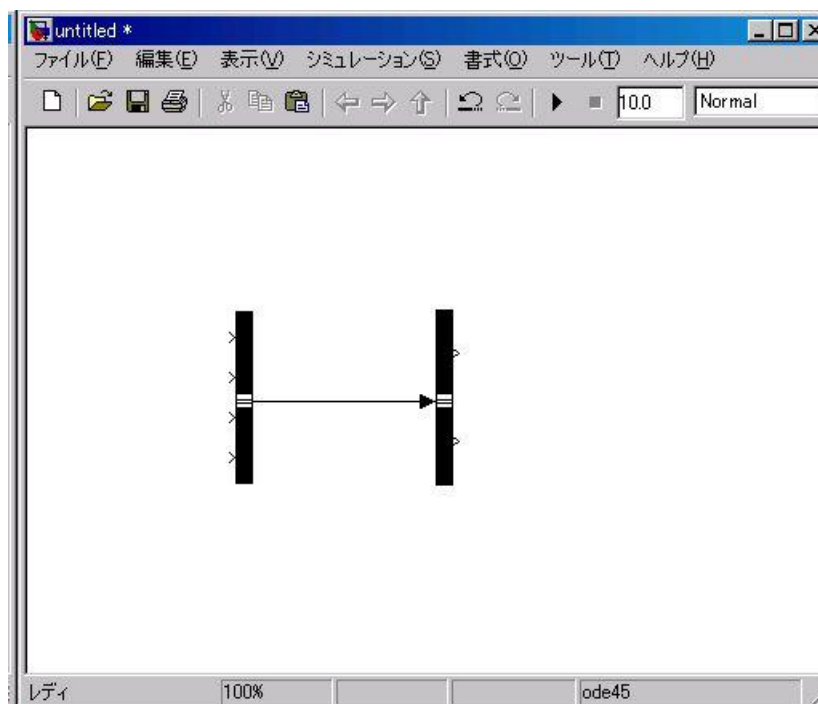 untitled *
ファイル(F) 編集(E) 表示(V) シミュレーション(S) 書式(O) ツール(T) ヘルプ(H)
10.0 Normal
レディ 100% ode45